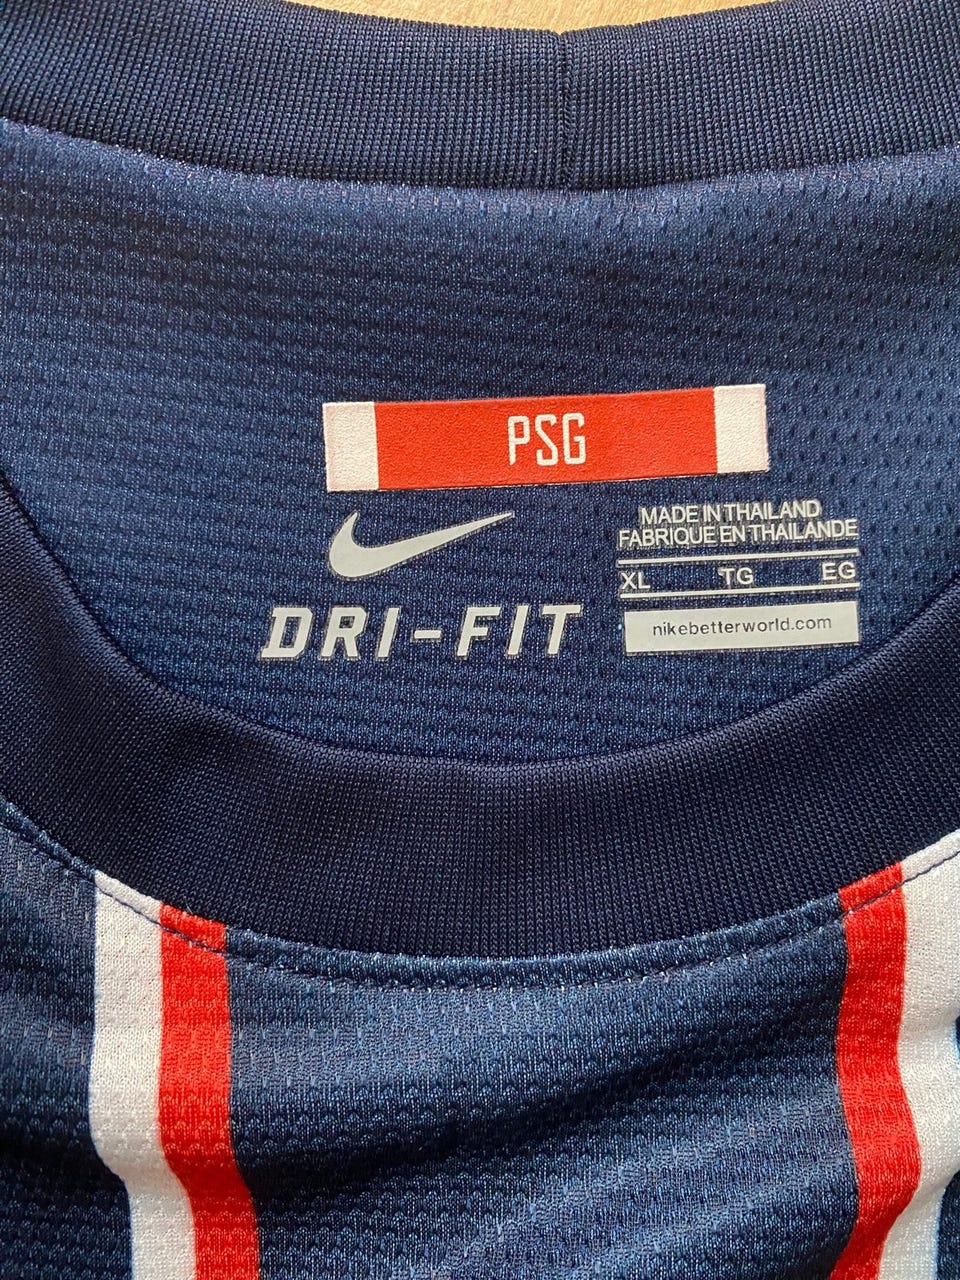 PSG
MADE IN THAILAND
FABRIQUE EN THAILANDE
XL TG EG
DRI-FIT
nikebetterworld.com